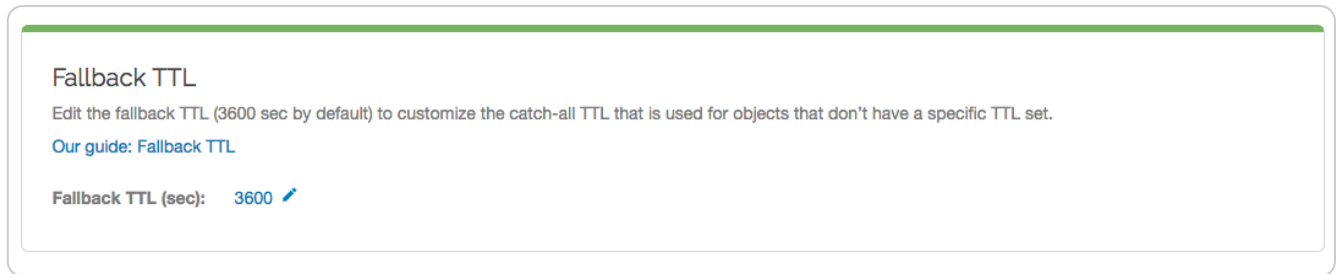 Fallback TTL
Edit the fallback TTL (3600 sec by default) to customize the catch-all TTL that is used for objects that don't have a specific TTL set.
Our guide: Fallback TTL
Fallback TTL (sec): 3600